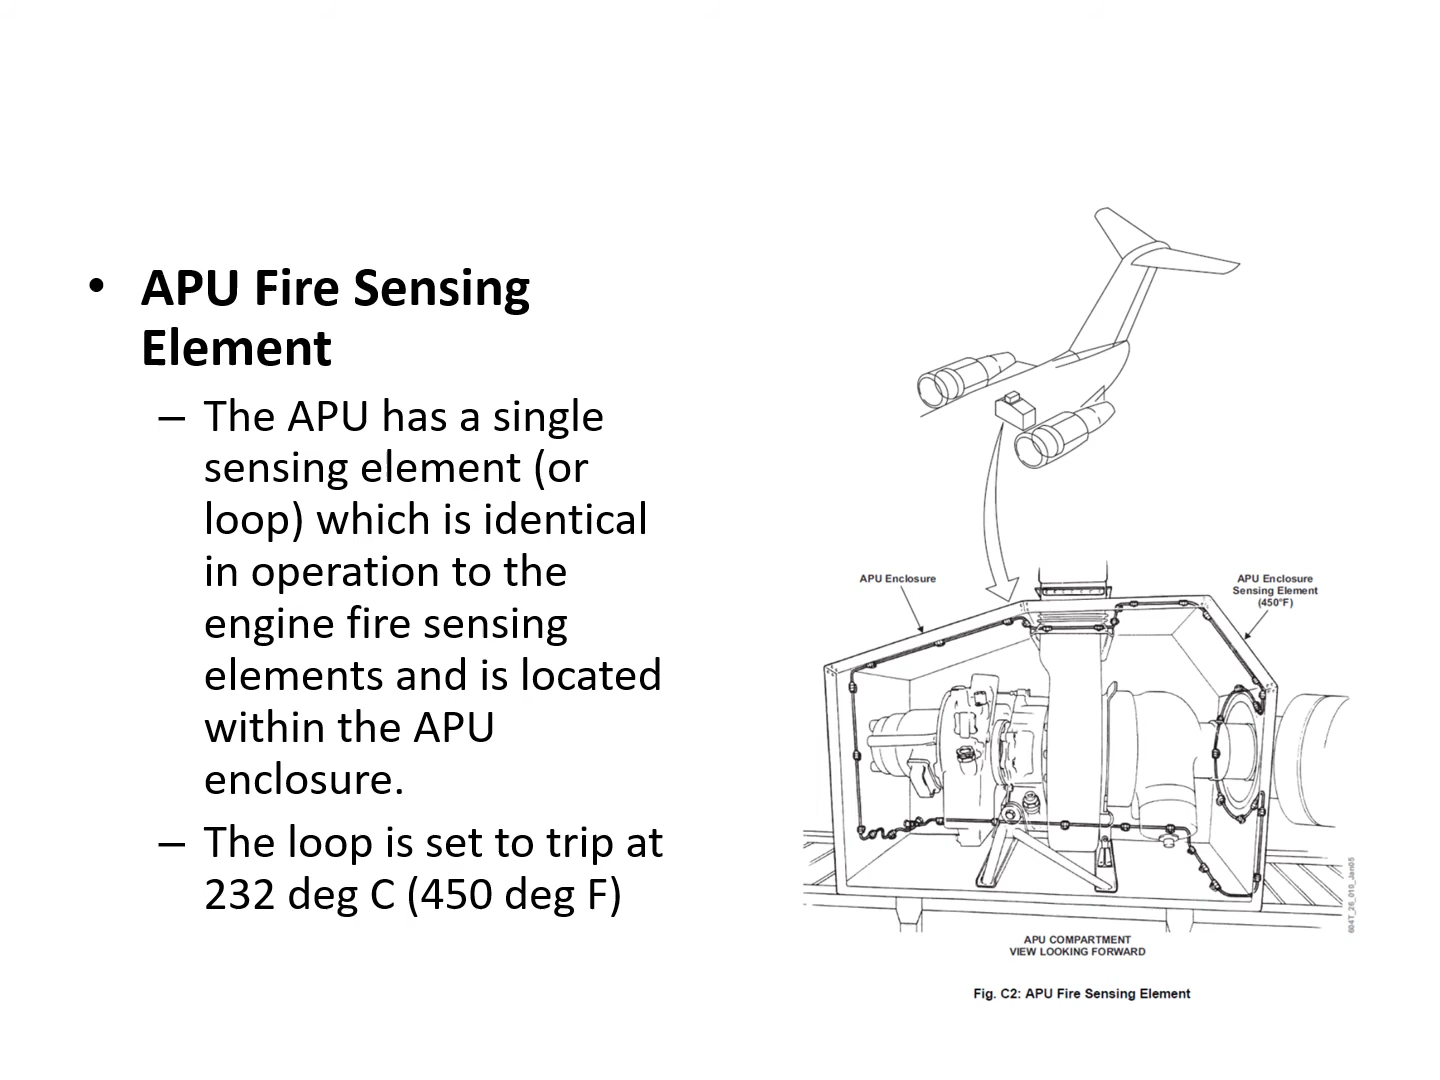 • APU Fire Sensing
Element
– The APU has a single
sensing element (or
loop) which is identical
in operation to the
engine fire sensing
elements and is located
within the APU
enclosure.
– The loop is set to trip at
232 deg C (450 deg F)
APU Enclosure
APU Enclosure
Sensing Element
(450°F)
604T_26_010_Jan05
APU COMPARTMENT
VIEW LOOKING FORWARD
Fig. C2: APU Fire Sensing Element